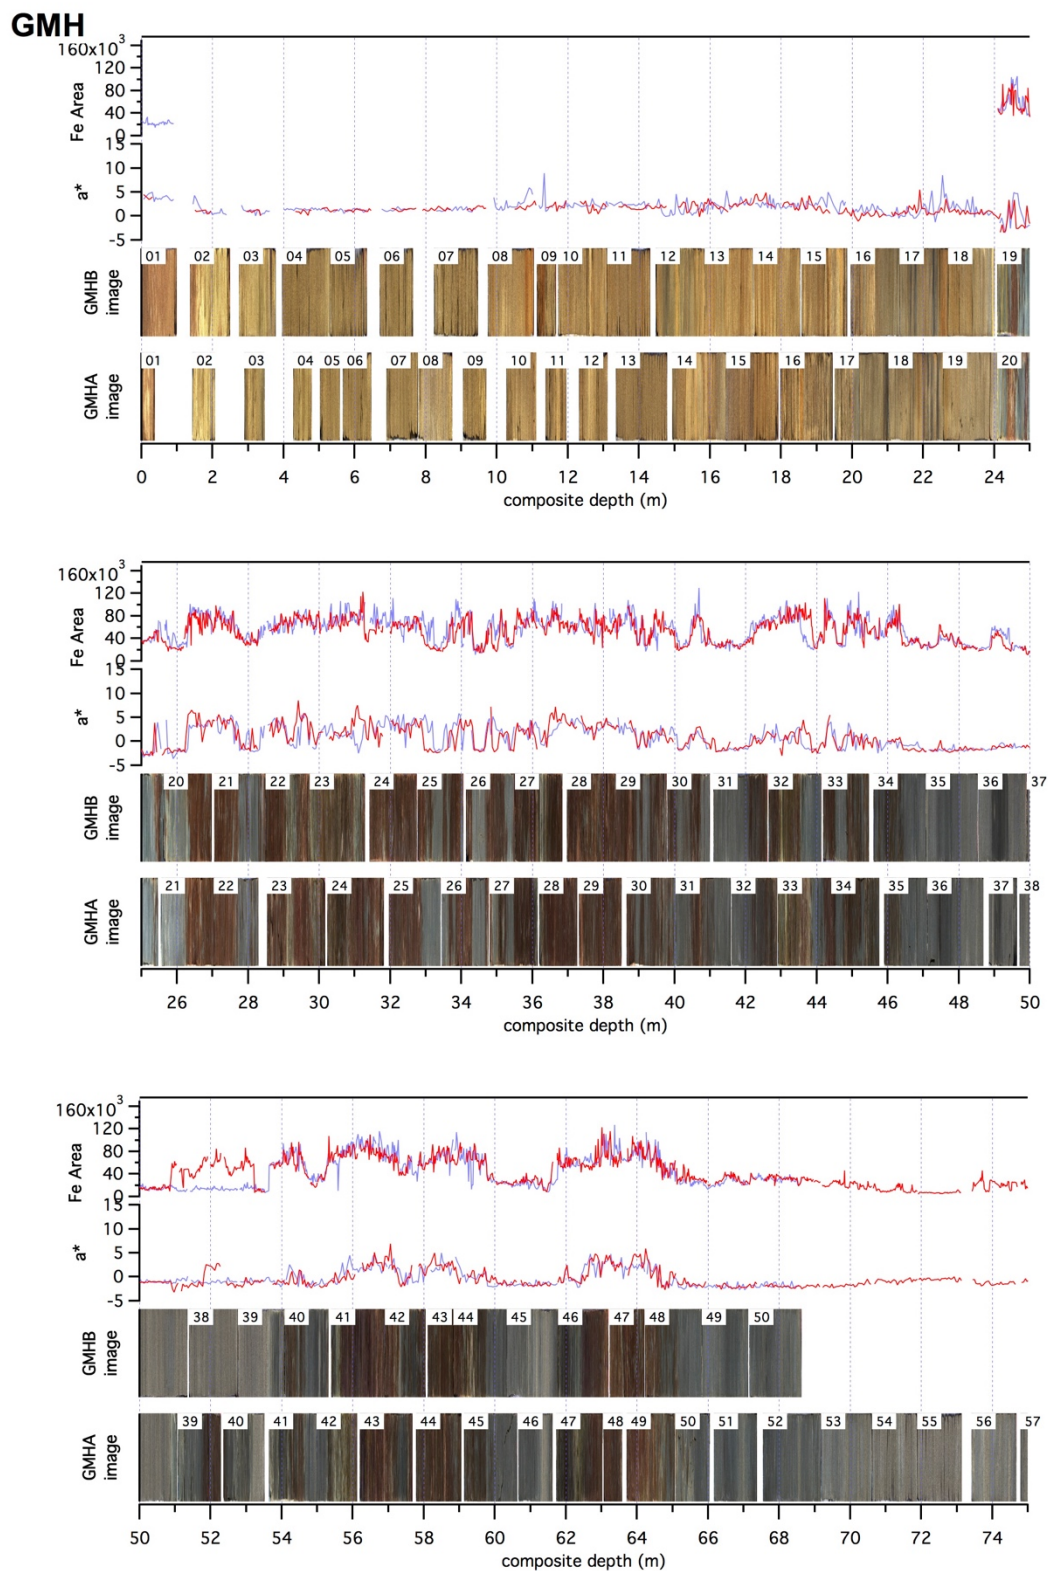 GMH
160x10³
120
80
40
0
Fe Area
15
10
5
0
-5
a*
01 02 03 04 05 06 07 08 09 10 11 12 13 14 15 16 17 18 19
GMHB
image
01 02 03 04 05 06 07 08 09 10 11 12 13 14 15 16 17 18 19 20
GMHA
image
0 2 4 6 8 10 12 14 16 18 20 22 24
composite depth (m)
160x10³
120
80
40
0
Fe Area
15
10
5
0
-5
a*
20 21 22 23 24 25 26 27 28 29 30 31 32 33 34 35 36 37
GMHB
image
21 22 23 24 25 26 27 28 29 30 31 32 33 34 35 36 37 38
GMHA
image
26 28 30 32 34 36 38 40 42 44 46 48 50
composite depth (m)
160x10³
120
80
40
0
Fe Area
15
10
5
0
-5
a*
38 39 40 41 42 43 44 45 46 47 48 49 50
GMHB
image
39 40 41 42 43 44 45 46 47 48 49 50 51 52 53 54 55 56 57
GMHA
image
50 52 54 56 58 60 62 64 66 68 70 72 74
composite depth (m)